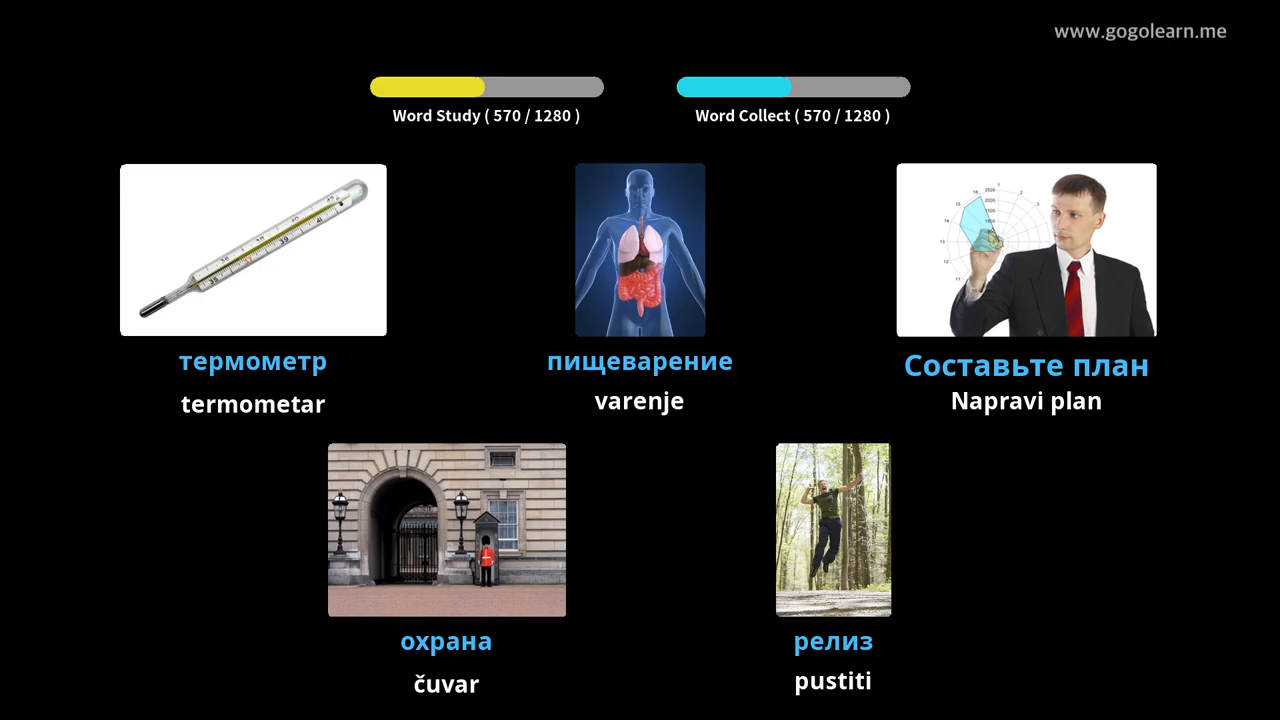 www.gogolearn.me
Word Study ( 570 / 1280 )
Word Collect ( 570 / 1280 )
термометр
termometar
пищеварение
varenje
Составьте план
Napravi plan
охрана
čuvar
релиз
pustiti